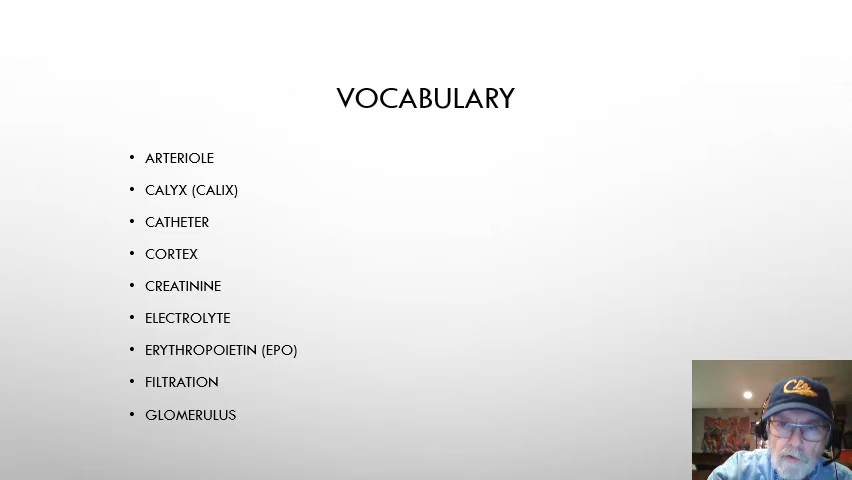 VOCABULARY
• ARTERIOLE
• CALYX (CALIX)
• CATHETER
• CORTEX
• CREATININE
• ELECTROLYTE
• ERYTHROPOIETIN (EPO)
• FILTRATION
• GLOMERULUS